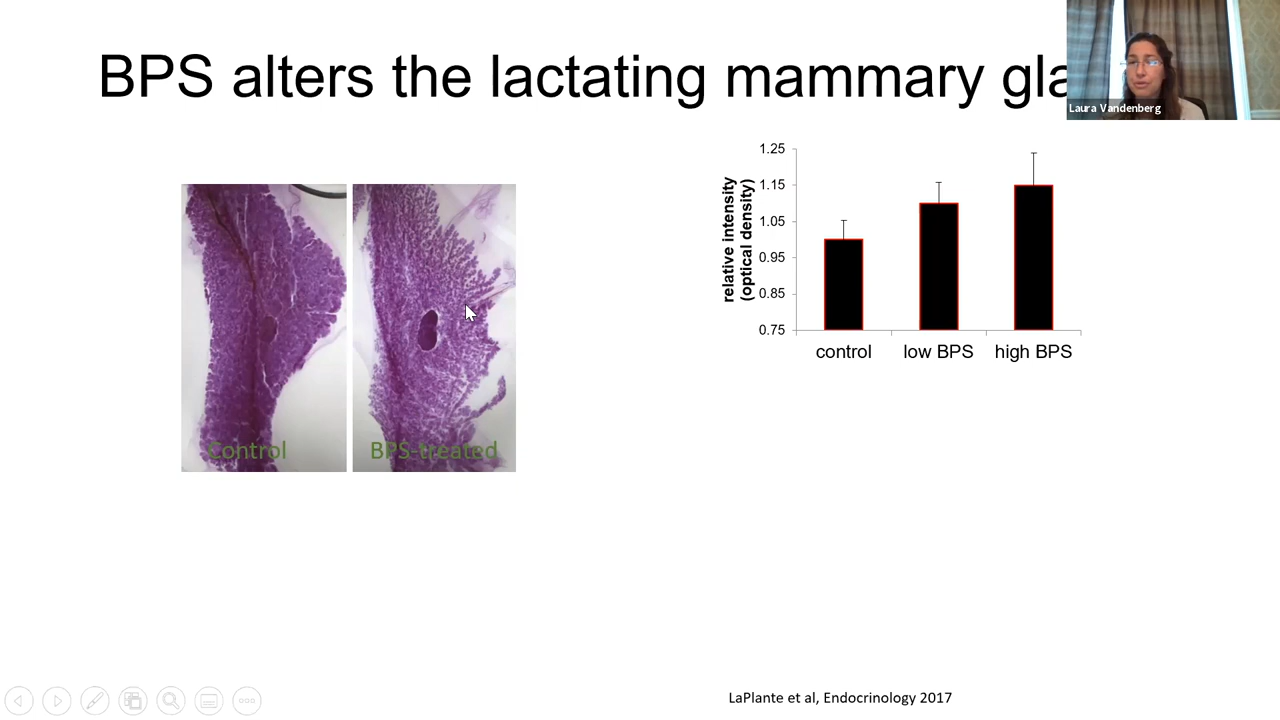 BPS alters the lactating mammary gla
Laura Vandenberg
Control
BPS-treated
relative intensity
(optical density)
1.25
1.15
1.05
0.95
0.85
0.75
control low BPS high BPS
LaPlante et al, Endocrinology 2017